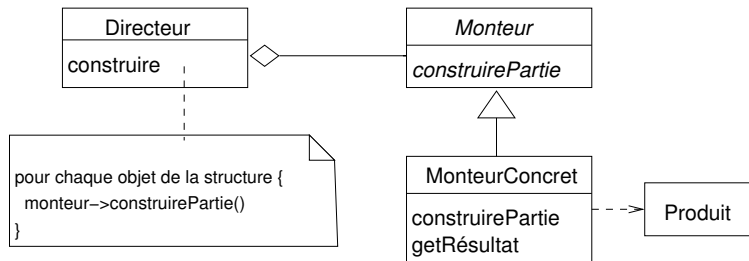 Directeur
construire
Monteur
construirePartie
pour chaque objet de la structure {
monteur−>construirePartie()
}
MonteurConcret
construirePartie
getRésultat
Produit